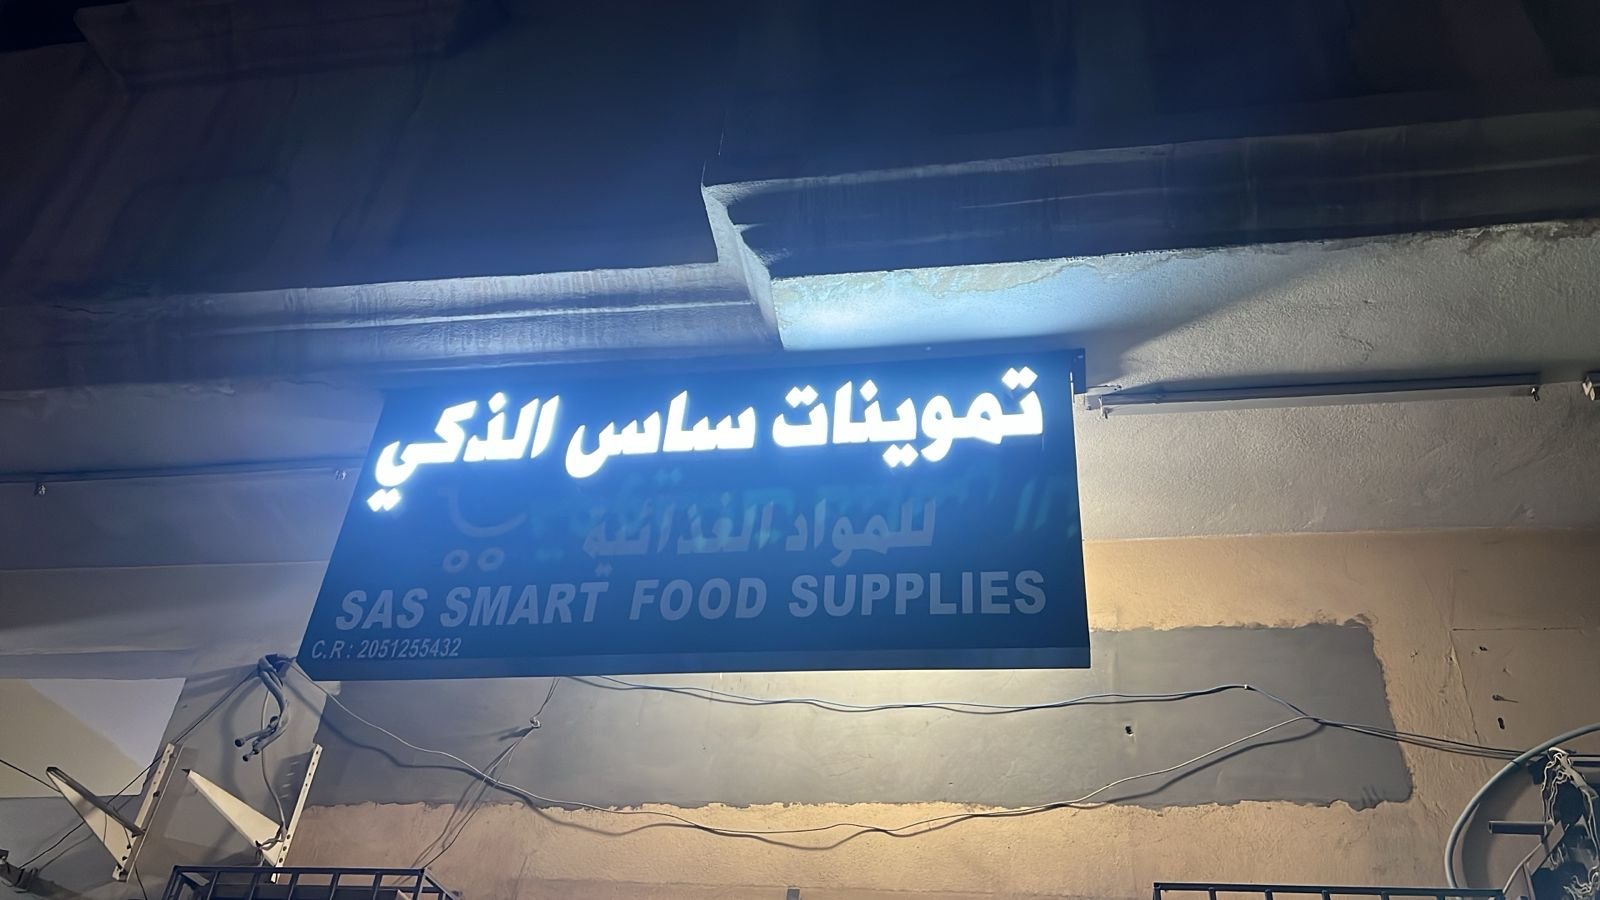 تموينات ساس الذكي
للمواد الغذائية
SAS SMART FOOD SUPPLIES
C.R : 2051255432